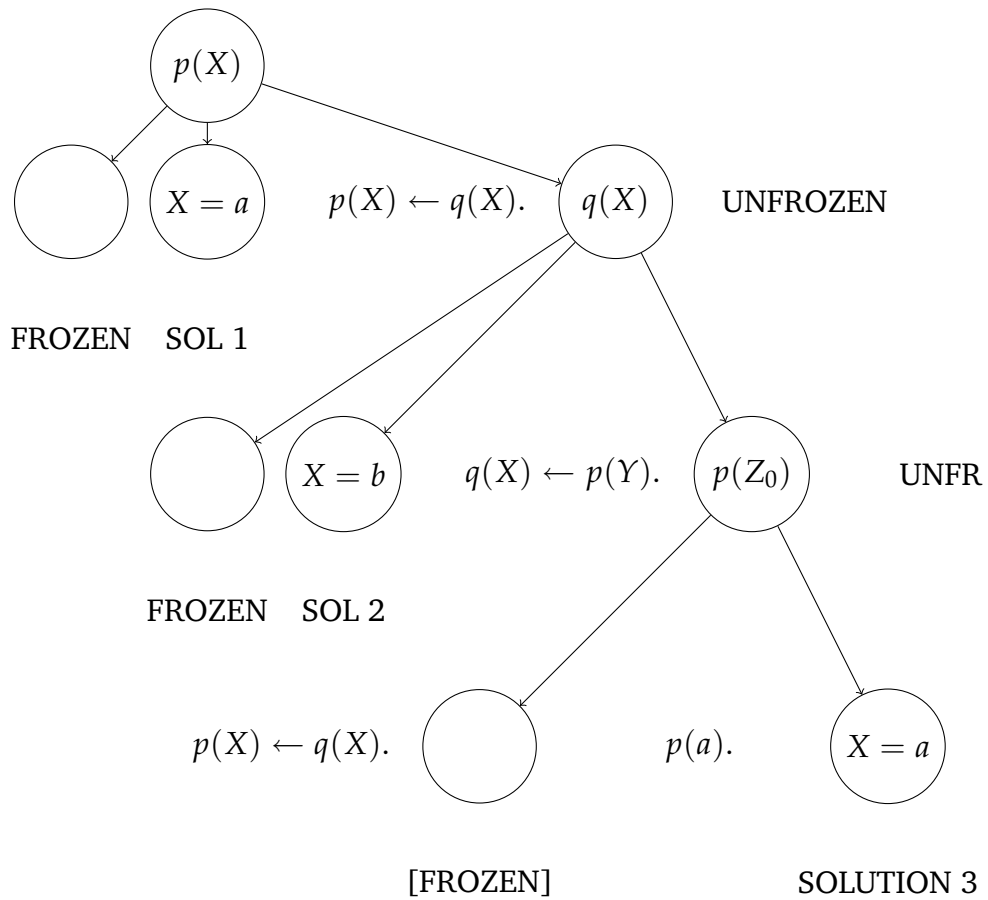 p(X)
X = a
p(X) ← q(X).
q(X)
UNFROZEN
FROZEN
SOL 1
X = b
q(X) ← p(Y).
p(Z₀)
UNFR
FROZEN
SOL 2
p(X) ← q(X).
p(a).
X = a
[FROZEN]
SOLUTION 3